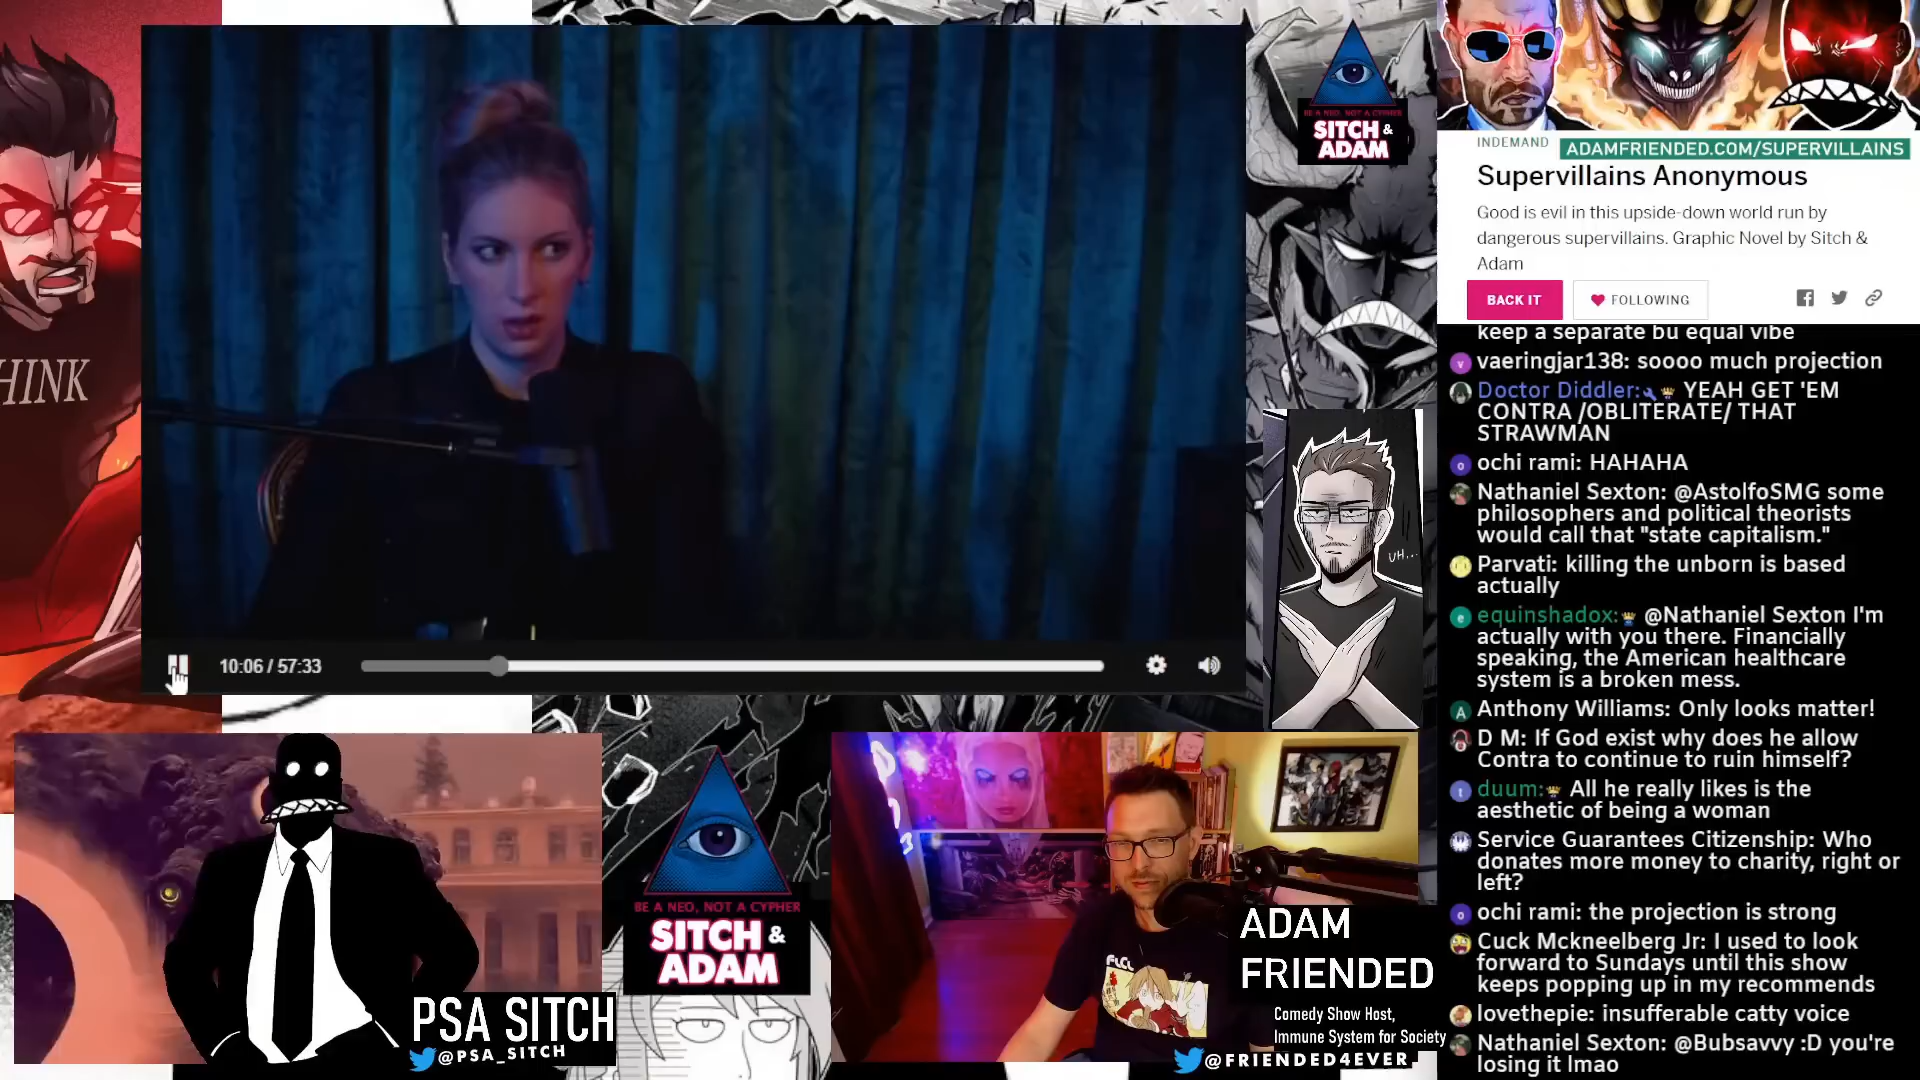 HINK
10:06 / 57:33
BE A NEO, NOT A CYPHER
SITCH &
ADAM
INDEMAND
ADAMFRIENDED.COM/SUPERVILLAINS
Supervillains Anonymous
Good is evil in this upside-down world run by
dangerous supervillains. Graphic Novel by Sitch &
Adam
BACK IT
FOLLOWING
UH...
keep a separate bu equal vibe
vaeringjar138: soooo much projection
Doctor Diddler: YEAH GET 'EM
CONTRA /OBLITERATE/ THAT
STRAWMAN
ochi rami: HAHAHA
Nathaniel Sexton: @AstolfoSMG some
philosophers and political theorists
would call that "state capitalism."
Parvati: killing the unborn is based
actually
equinshadox: @Nathaniel Sexton I'm
actually with you there. Financially
speaking, the American healthcare
system is a broken mess.
Anthony Williams: Only looks matter!
D M: If God exist why does he allow
Contra to continue to ruin himself?
duum: All he really likes is the
aesthetic of being a woman
Service Guarantees Citizenship: Who
donates more money to charity, right or
left?
ochi rami: the projection is strong
Cuck Mckneelberg Jr: I used to look
forward to Sundays until this show
keeps popping up in my recommends
lovethepie: insufferable catty voice
Nathaniel Sexton: @Bubsavvy :D you're
losing it lmao
PSA SITCH
@PSA_SITCH
BE A NEO, NOT A CYPHER
SITCH &
ADAM
FLCL
ADAM
FRIENDED
Comedy Show Host,
Immune System for Society
@FRIENDED4EVER